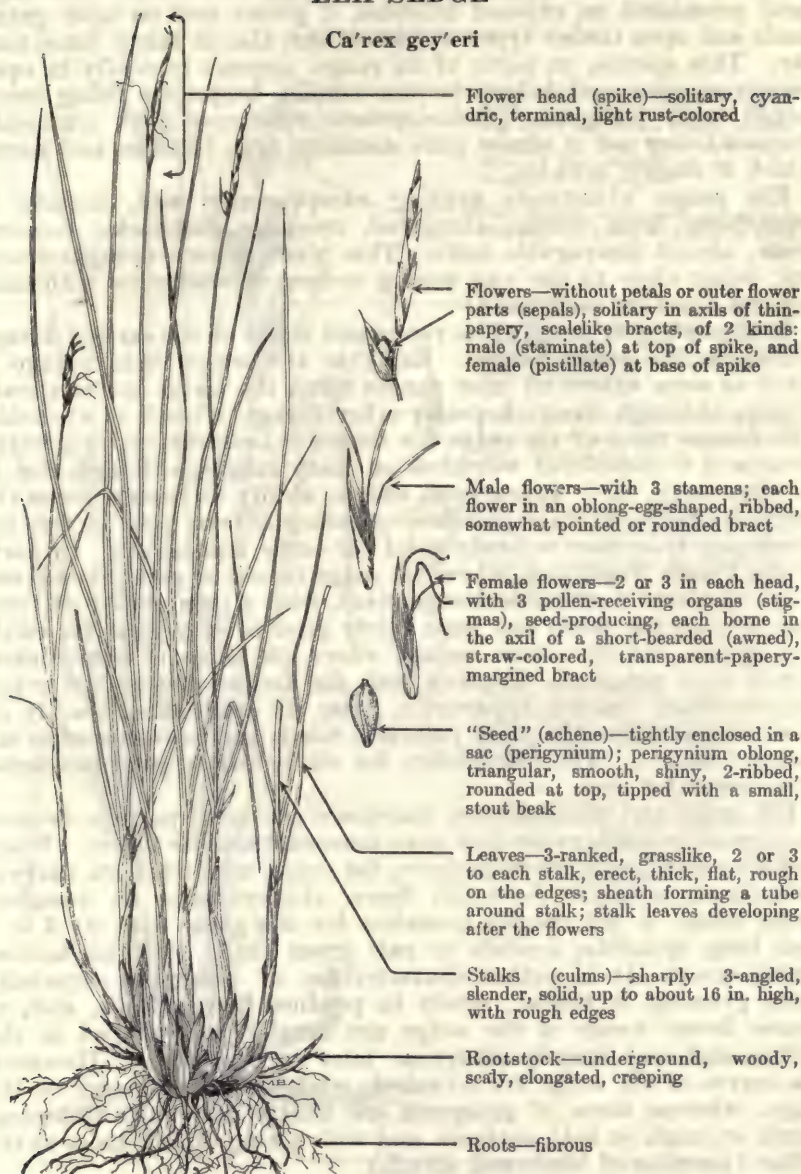 ELK SEDGE
Ca′rex gey′eri
Flower head (spike)—solitary, cyan-
dric, terminal, light rust-colored
Flowers—without petals or outer flower
parts (sepals), solitary in axils of thin-
papery, scalelike bracts, of 2 kinds:
male (staminate) at top of spike, and
female (pistillate) at base of spike
Male flowers—with 3 stamens; each
flower in an oblong-egg-shaped, ribbed,
somewhat pointed or rounded bract
Female flowers—2 or 3 in each head,
with 3 pollen-receiving organs (stig-
mas), seed-producing, each borne in
the axil of a short-bearded (awned),
straw-colored, transparent-papery-
margined bract
"Seed" (achene)—tightly enclosed in a
sac (perigynium); perigynium oblong,
triangular, smooth, shiny, 2-ribbed,
rounded at top, tipped with a small,
stout beak
Leaves—3-ranked, grasslike, 2 or 3
to each stalk, erect, thick, flat, rough
on the edges; sheath forming a tube
around stalk; stalk leaves developing
after the flowers
Stalks (culms)—sharply 3-angled,
slender, solid, up to about 16 in. high,
with rough edges
Rootstock—underground, woody,
scaly, elongated, creeping
M.B.A.
Roots—fibrous